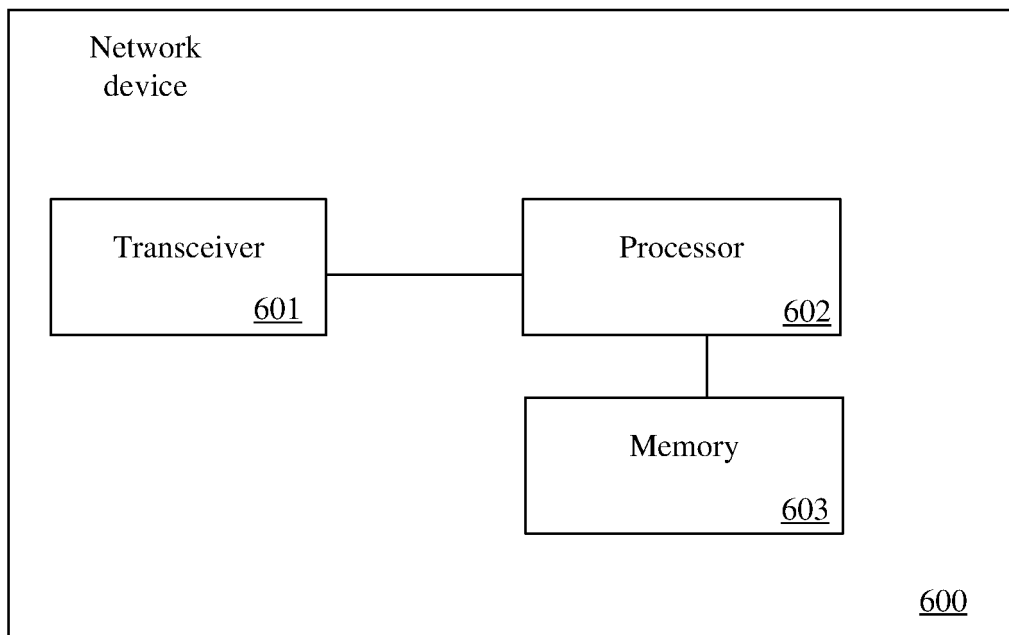 Network
device
Transceiver
601
Processor
602
Memory
603
600